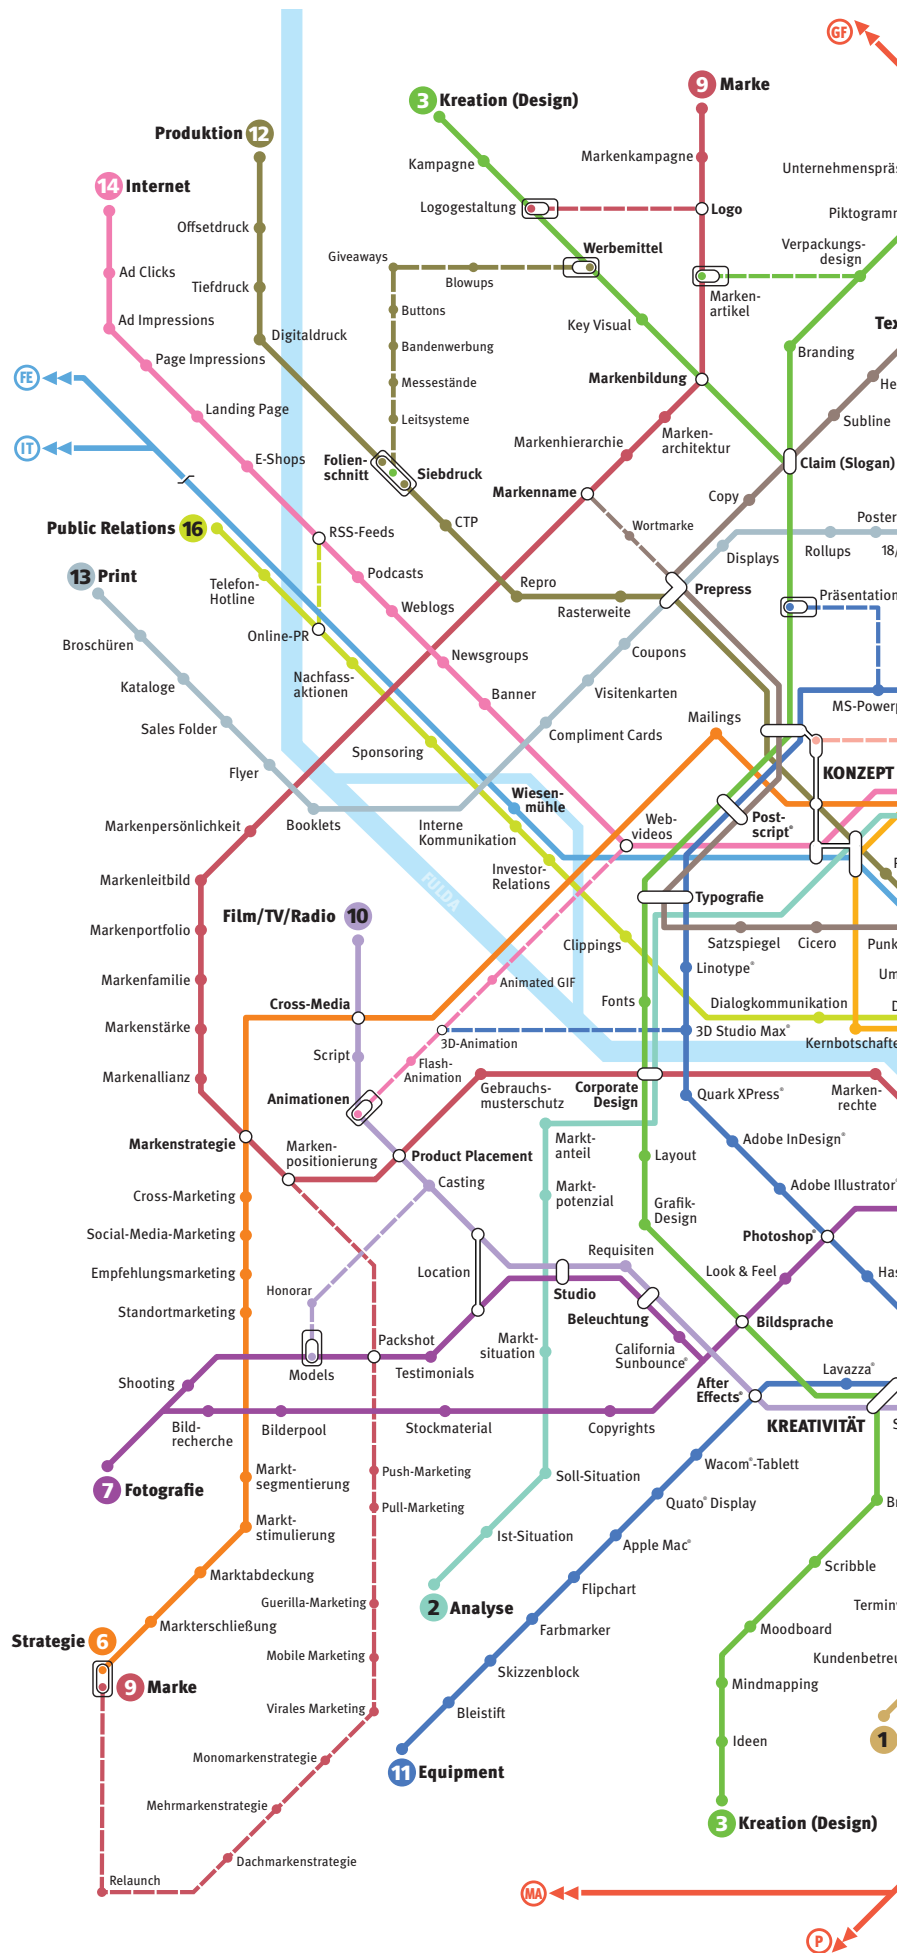 GF
3 Kreation (Design)
9 Marke
Produktion 12
Kampagne
Markenkampagne
Unternehmensprä
14 Internet
Logogestaltung
Logo
Piktogram
Offsetdruck
Werbemittel
Verpackungs-
design
Giveaways
Ad Clicks
Blowups
Tiefdruck
Marken-
artikel
Buttons
Ad Impressions
Key Visual
Tex
Digitaldruck
Bandenwerbung
Branding
Page Impressions
FE
Messestände
Markenbildung
He
Landing Page
Leitsysteme
Subline
Marken-
architektur
Markenhierarchie
IT
E-Shops
Folien-
schnitt
Siebdruck
Claim (Slogan)
Markenname
Copy
Public Relations 16
CTP
Wortmarke
Poster
RSS-Feeds
Displays
Rollups
18/
13 Print
Podcasts
Telefon-
Hotline
Repro
Prepress
Präsentation
Weblogs
Rasterweite
Online-PR
Broschüren
Newsgroups
Coupons
Nachfass-
aktionen
Kataloge
Banner
Visitenkarten
MS-Powerp
Sales Folder
Mailings
Compliment Cards
Sponsoring
Flyer
KONZEPT
Wiesen-
mühle
Markenpersönlichkeit
Booklets
Interne
Kommunikation
Web-
videos
Post-
script®
Investor-
Relations
FULDA
Markenleitbild
Typografie
Film/TV/Radio 10
Markenportfolio
Clippings
Satzspiegel
Cicero
Punk
Linotype®
Markenfamilie
Animated GIF
Um
Cross-Media
Fonts
Dialogkommunikation
Markenstärke
3D-Animation
3D Studio Max®
Kernbotschafte
Script
Flash-
Animation
Markenallianz
Gebrauchs-
musterschutz
Corporate
Design
Quark XPress®
Marken-
rechte
Animationen
Markenstrategie
Marken-
positionierung
Product Placement
Markt-
anteil
Adobe InDesign®
Layout
Casting
Cross-Marketing
Markt-
potenzial
Adobe Illustrator®
Grafik-
Design
Social-Media-Marketing
Photoshop®
Requisiten
Empfehlungsmarketing
Location
Look & Feel
Has
Honorar
Studio
Standortmarketing
Beleuchtung
Bildsprache
Packshot
Markt-
situation
California
Sunbounce®
Models
Testimonials
Lavazza®
Shooting
After
Effects®
Bild-
recherche
Bilderpool
Stockmaterial
Copyrights
KREATIVITÄT
S
Markt-
segmentierung
Push-Marketing
Wacom®-Tablett
Soll-Situation
7 Fotografie
Pull-Marketing
Quato® Display
Markt-
stimulierung
Ist-Situation
Apple Mac®
Marktabdeckung
Flipchart
Scribble
Guerilla-Marketing
2 Analyse
Terminv
Markterschließung
Farbmarker
Moodboard
Strategie 6
Mobile Marketing
Kundenbetreu
Skizzenblock
9 Marke
Mindmapping
Virales Marketing
Bleistift
1
Ideen
Monomarkenstrategie
11 Equipment
Mehrmarkenstrategie
3 Kreation (Design)
Dachmarkenstrategie
Relaunch
MA
P